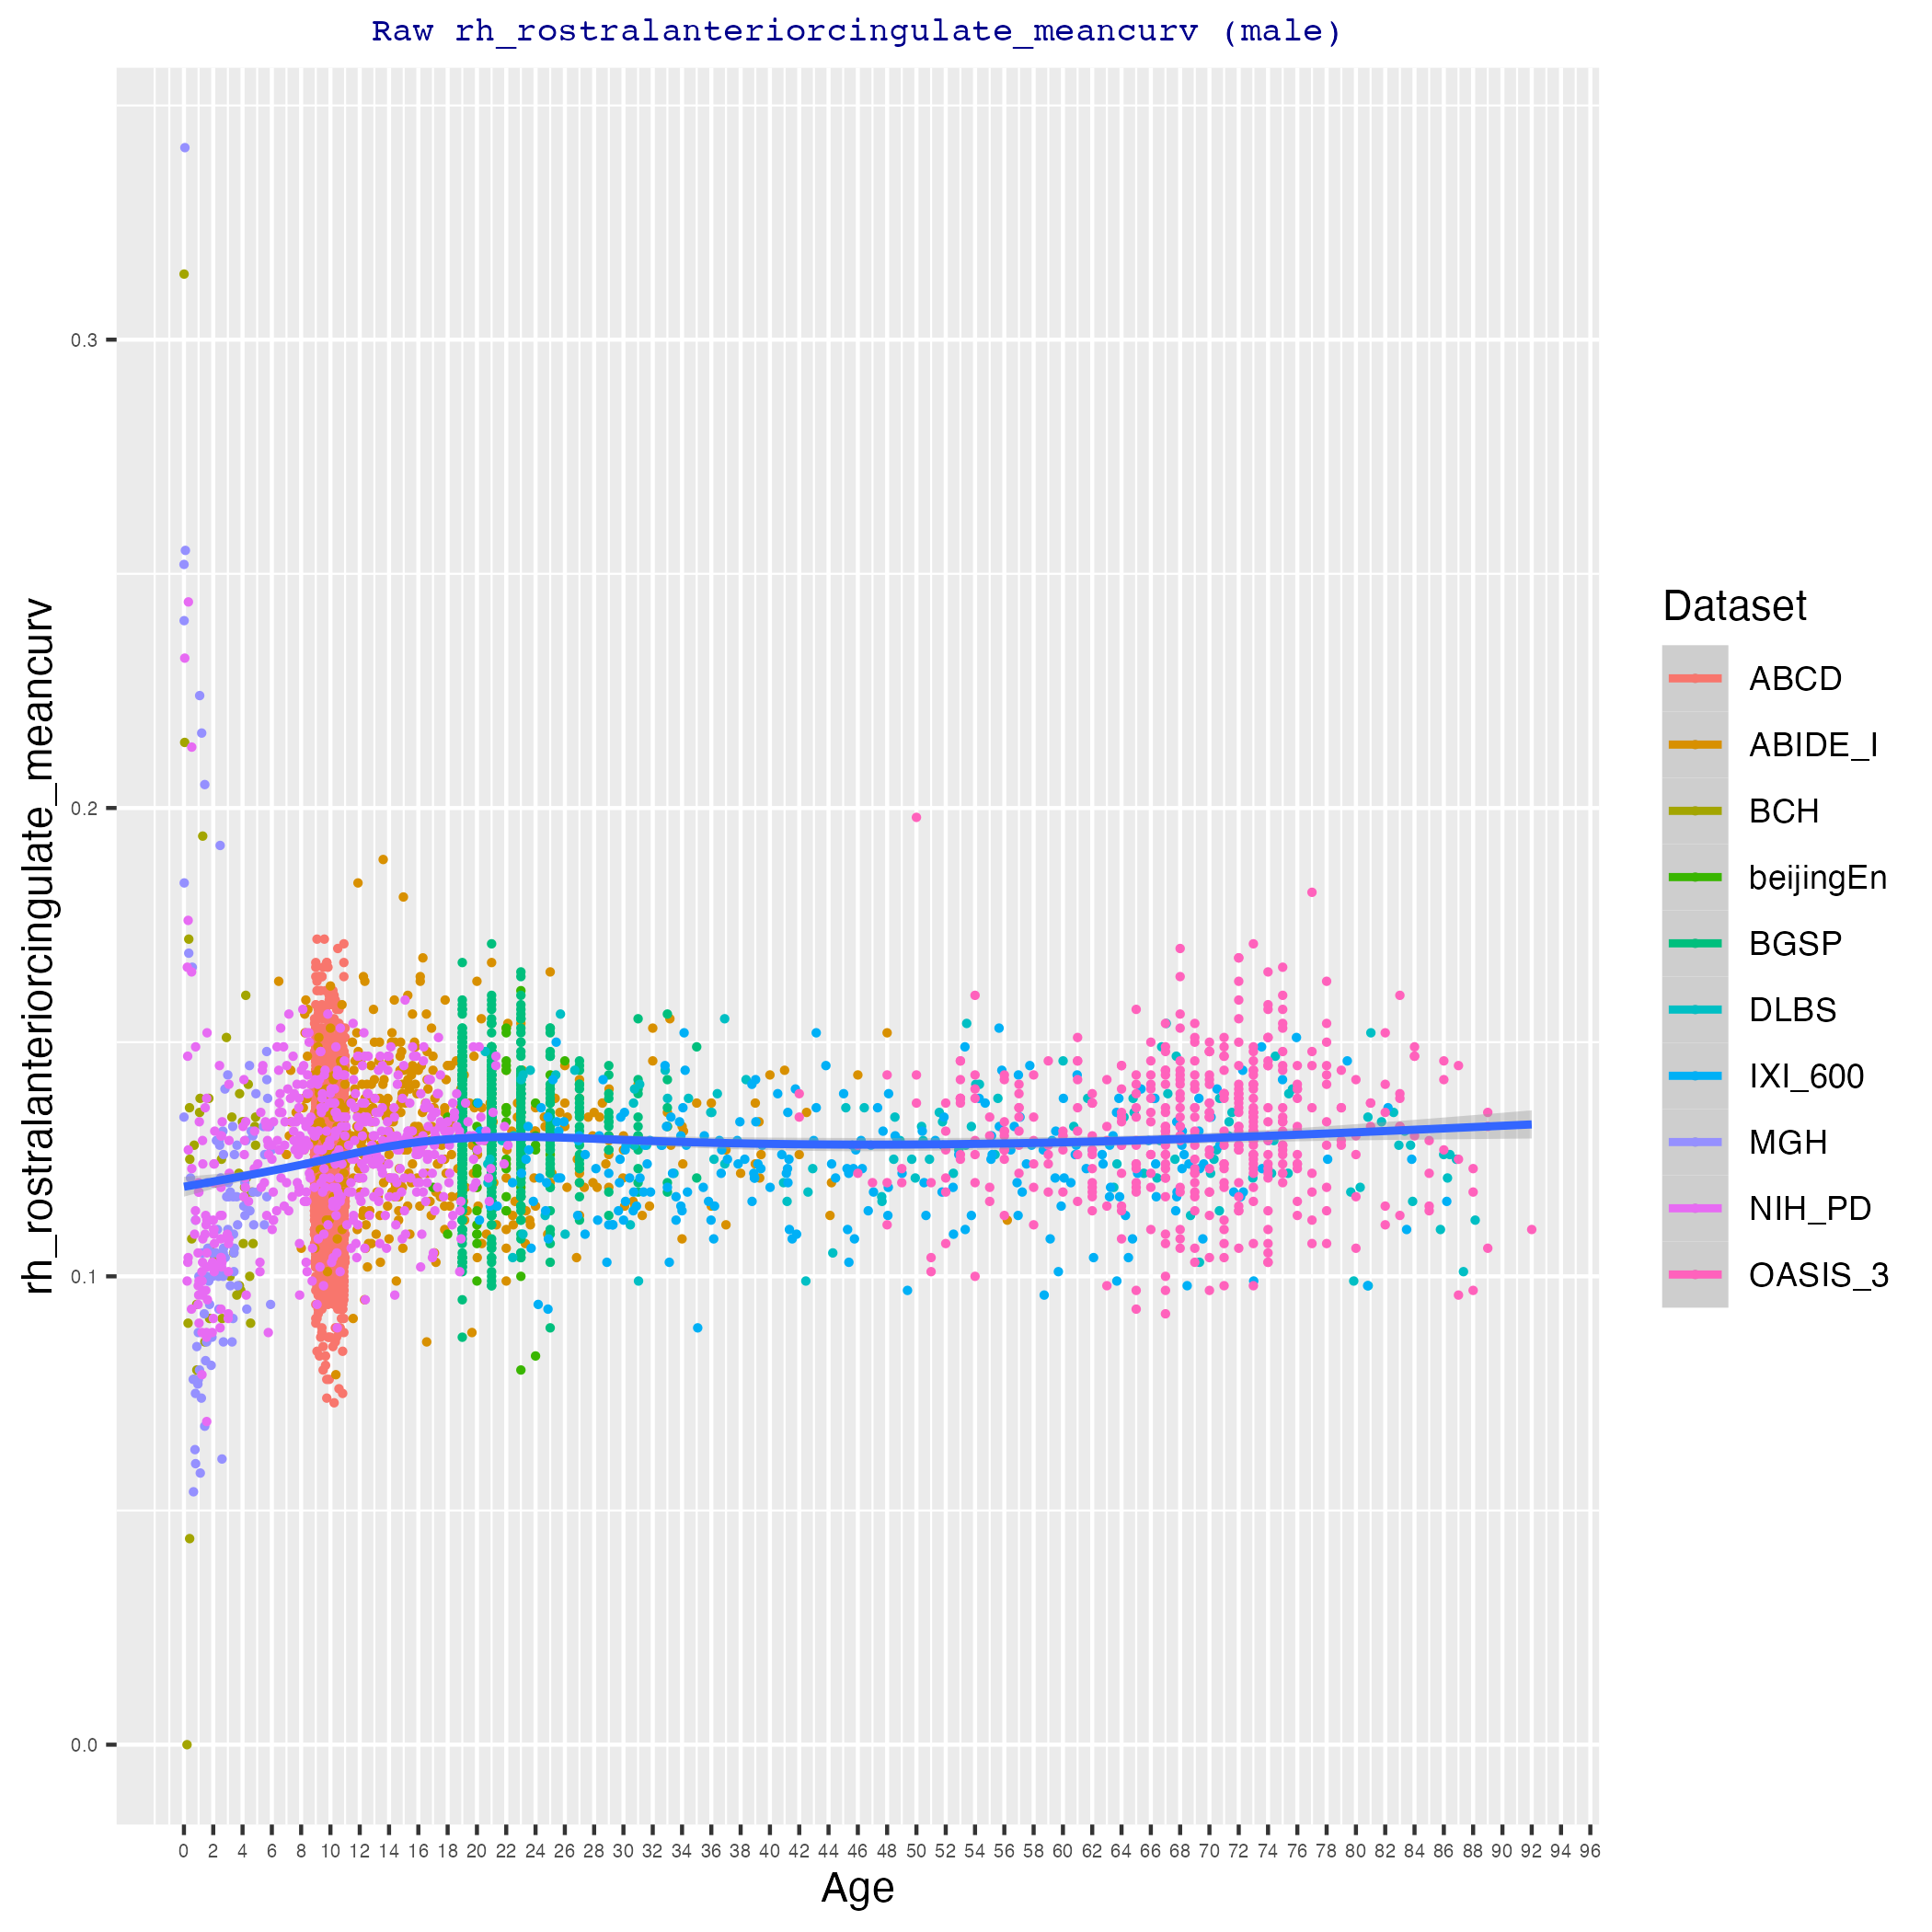 Raw rh_rostralanteriorcingulate_meancurv (male)
rh_rostralanteriorcingulate_meancurv
0.3
0.2
0.1
0.0
0 2 4 6 8 10 12 14 16 18 20 22 24 26 28 30 32 34 36 38 40 42 44 46 48 50 52 54 56 58 60 62 64 66 68 70 72 74 76 78 80 82 84 86 88 90 92 94 96
Age
Dataset
ABCD
ABIDE_I
BCH
beijingEn
BGSP
DLBS
IXI_600
MGH
NIH_PD
OASIS_3